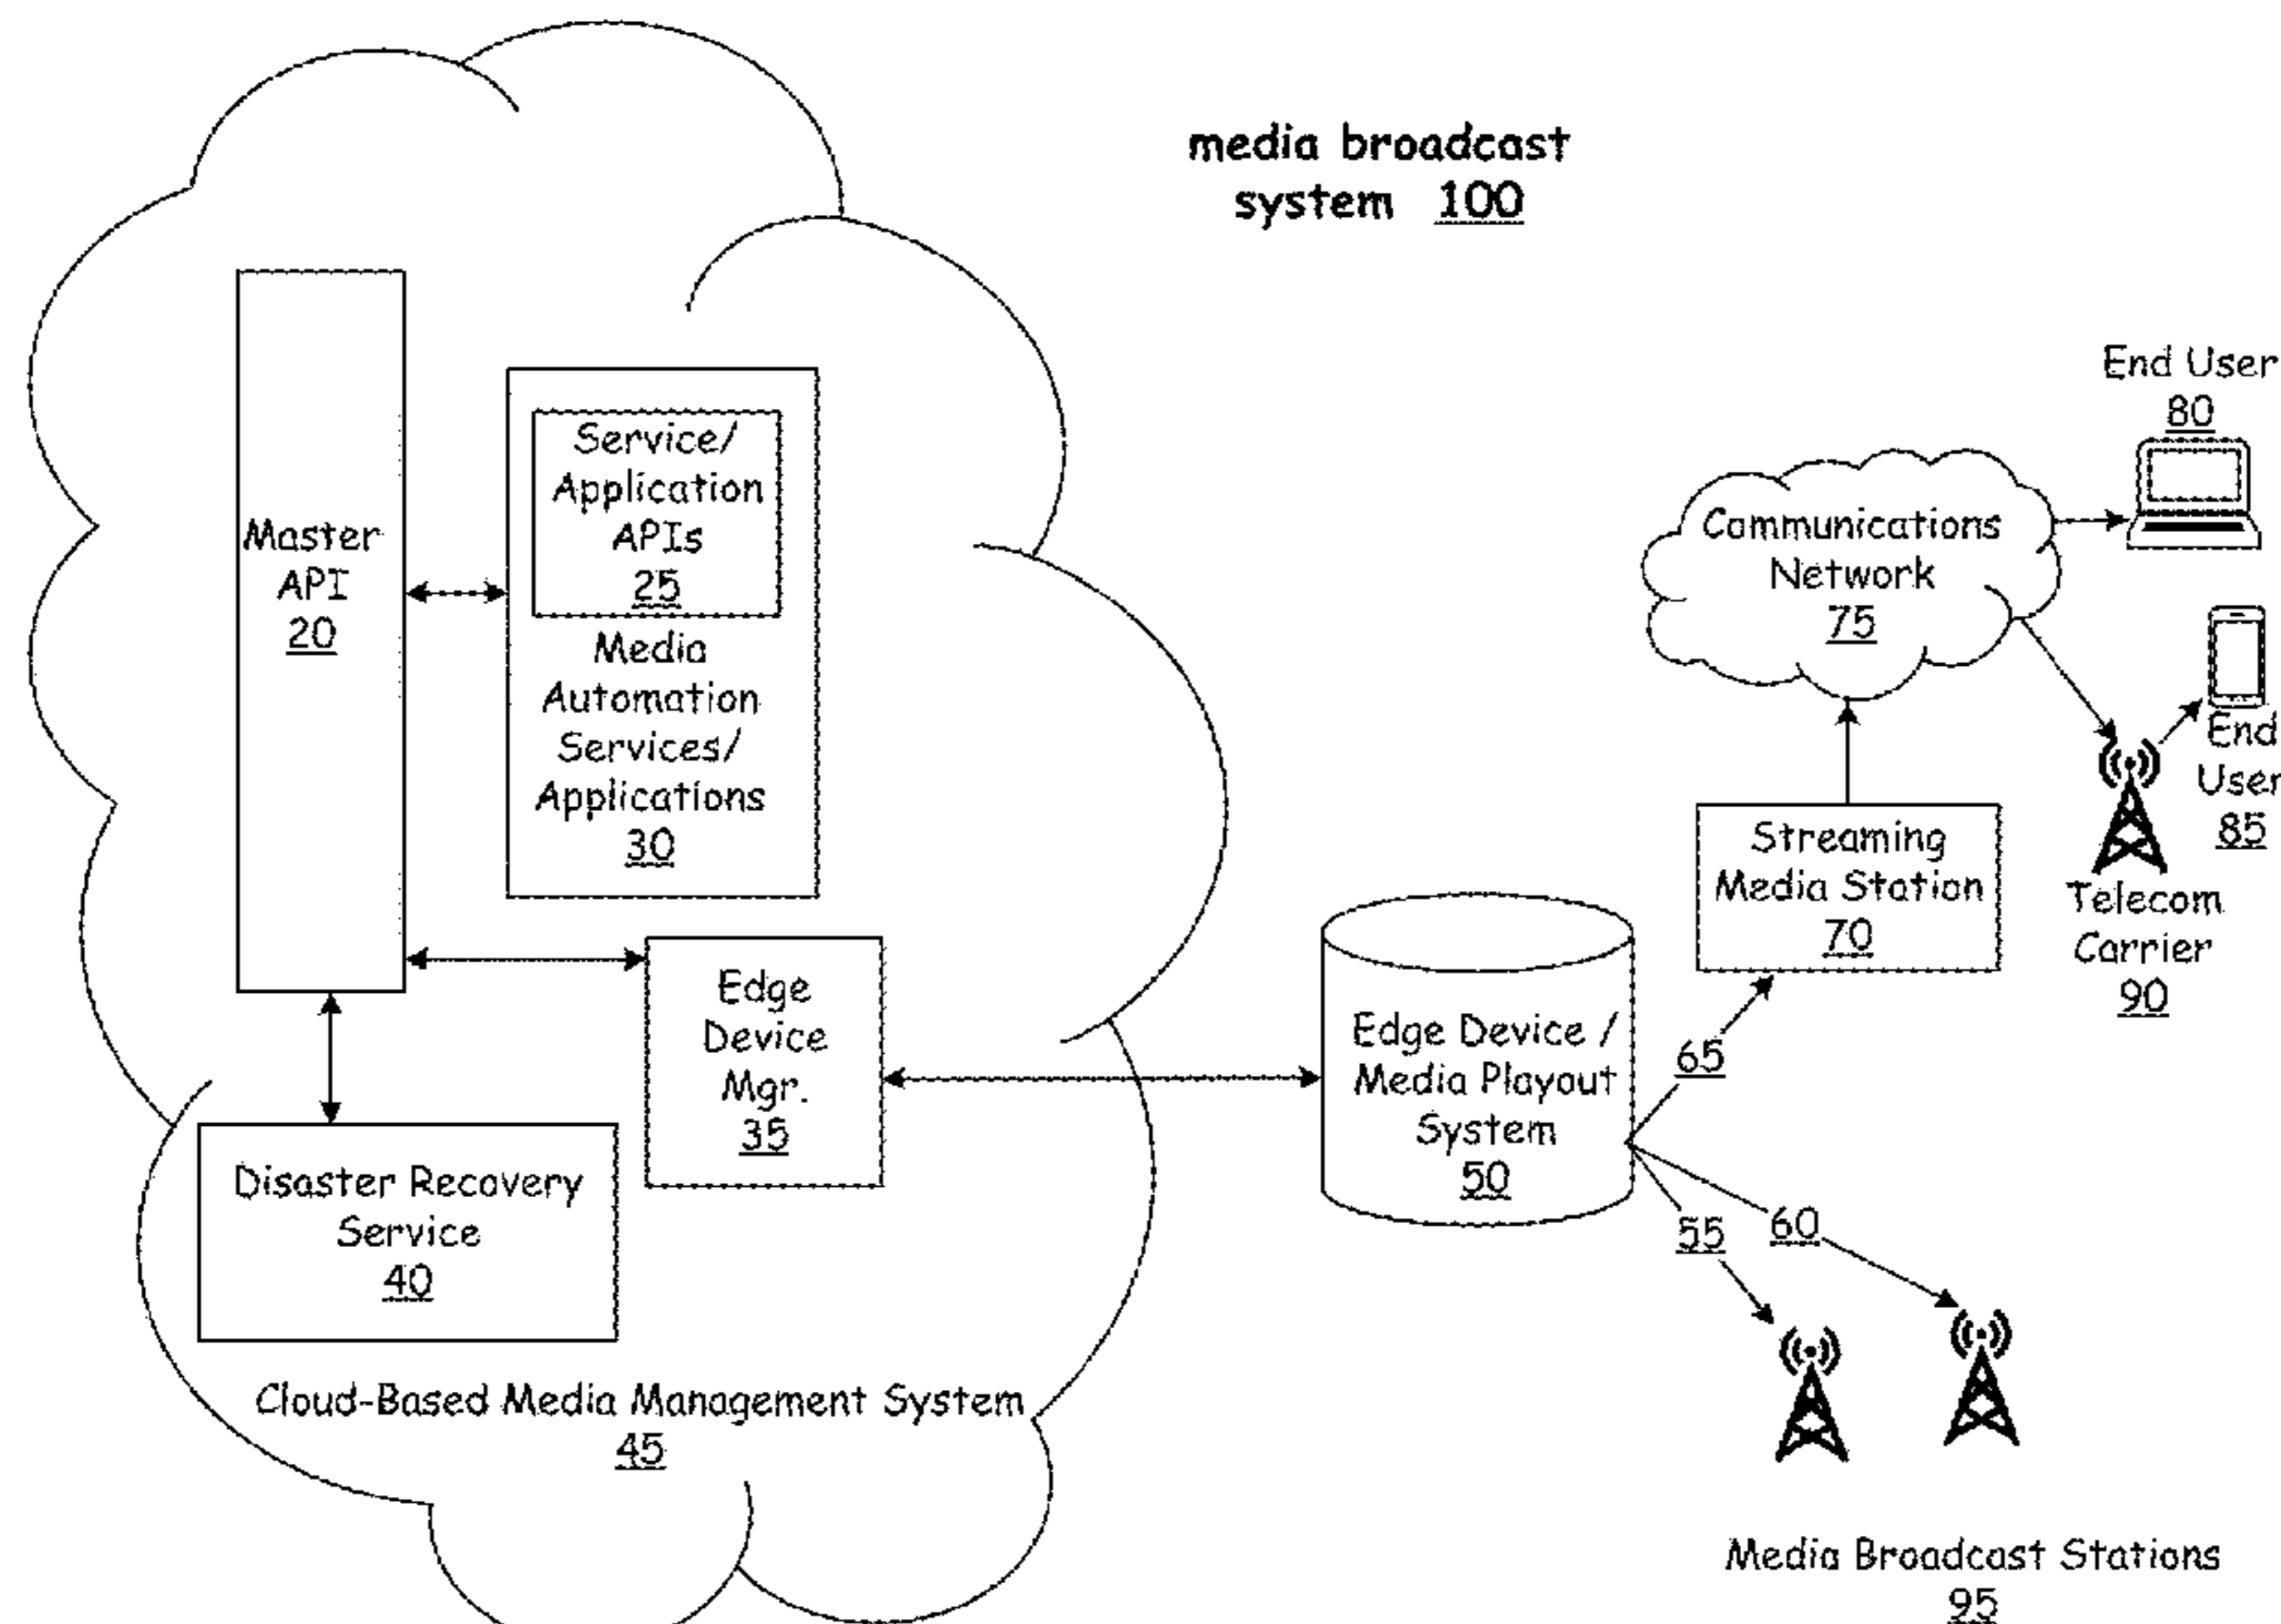 media broadcast
system 100
Master
API
20
Service/
Application
APIs
25
Media
Automation
Services/
Applications
30
Edge
Device
Mgr.
35
Disaster Recovery
Service
40
Cloud-Based Media Management System
45
Edge Device /
Media Playout
System
50
65
55
60
Streaming
Media Station
70
Communications
Network
75
End User
80
End
User
85
Telecom
Carrier
90
Media Broadcast Stations
95